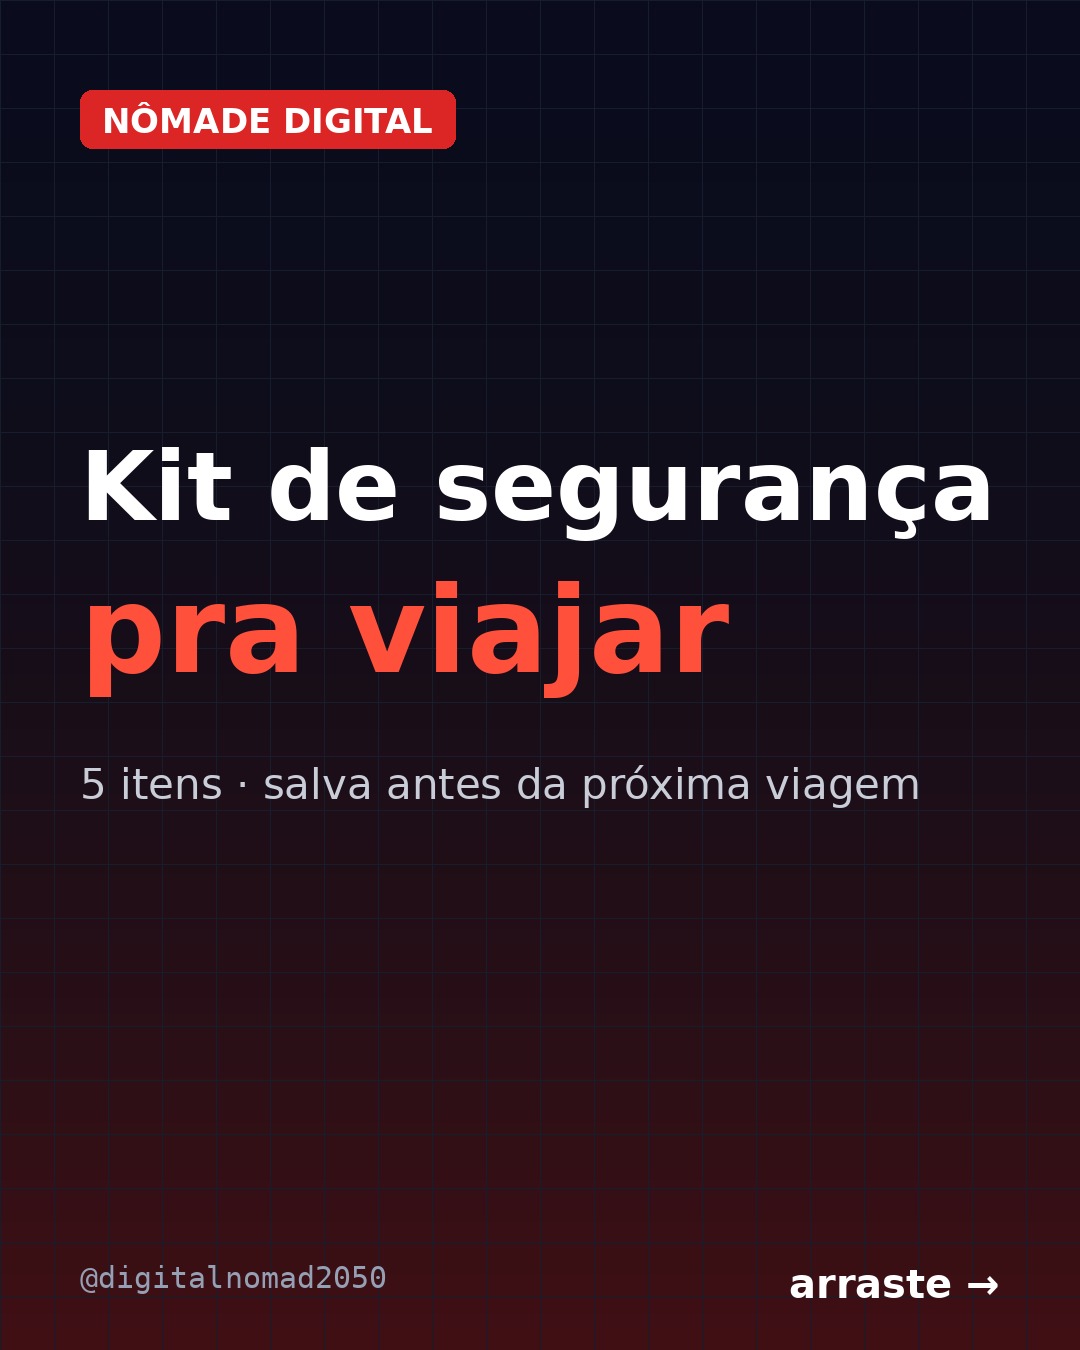 NÔMADE DIGITAL
Kit de segurança
pra viajar
5 itens · salva antes da próxima viagem
@digitalnomad2050
arraste →